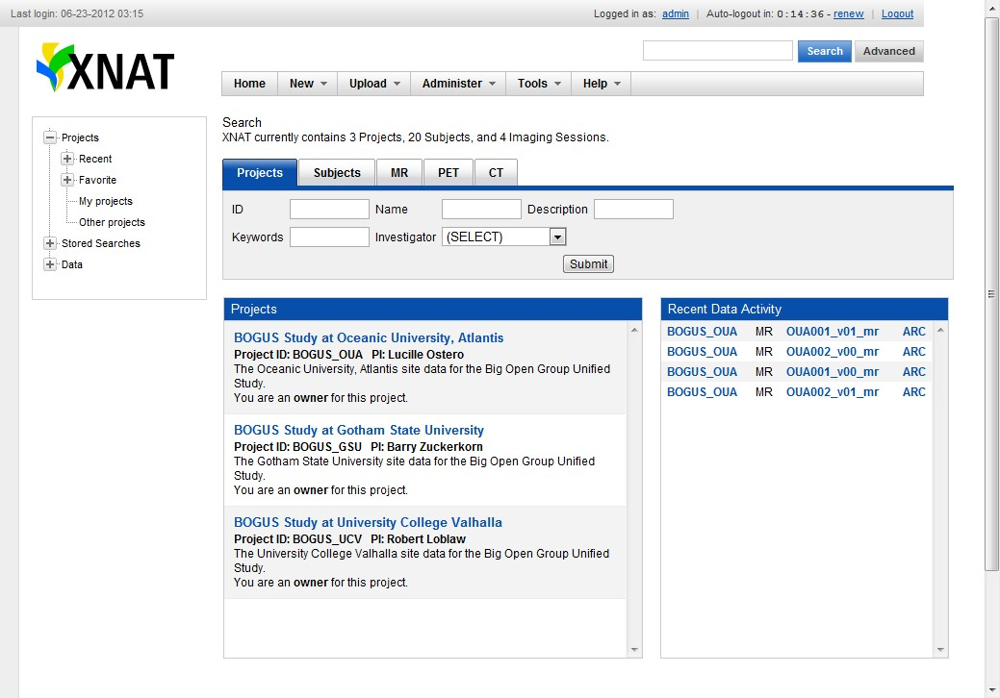 Last login: 06-23-2012 03:15
Logged in as: admin | Auto-logout in: 0:14:36 - renew | Logout
XNAT
Search Advanced
Home New Upload Administer Tools Help
Projects
Recent
Favorite
My projects
Other projects
Stored Searches
Data
Search
XNAT currently contains 3 Projects, 20 Subjects, and 4 Imaging Sessions.
Projects Subjects MR PET CT
ID Name Description
Keywords Investigator (SELECT)
Submit
Projects
BOGUS Study at Oceanic University, Atlantis
Project ID: BOGUS_OUA PI: Lucille Ostero
The Oceanic University, Atlantis site data for the Big Open Group Unified
Study.
You are an owner for this project.
BOGUS Study at Gotham State University
Project ID: BOGUS_GSU PI: Barry Zuckerkorn
The Gotham State University site data for the Big Open Group Unified
Study.
You are an owner for this project.
BOGUS Study at University College Valhalla
Project ID: BOGUS_UCV PI: Robert Loblaw
The University College Valhalla site data for the Big Open Group Unified
Study.
You are an owner for this project.
Recent Data Activity
BOGUS_OUA MR OUA001_v01_mr ARC
BOGUS_OUA MR OUA002_v00_mr ARC
BOGUS_OUA MR OUA001_v00_mr ARC
BOGUS_OUA MR OUA002_v01_mr ARC